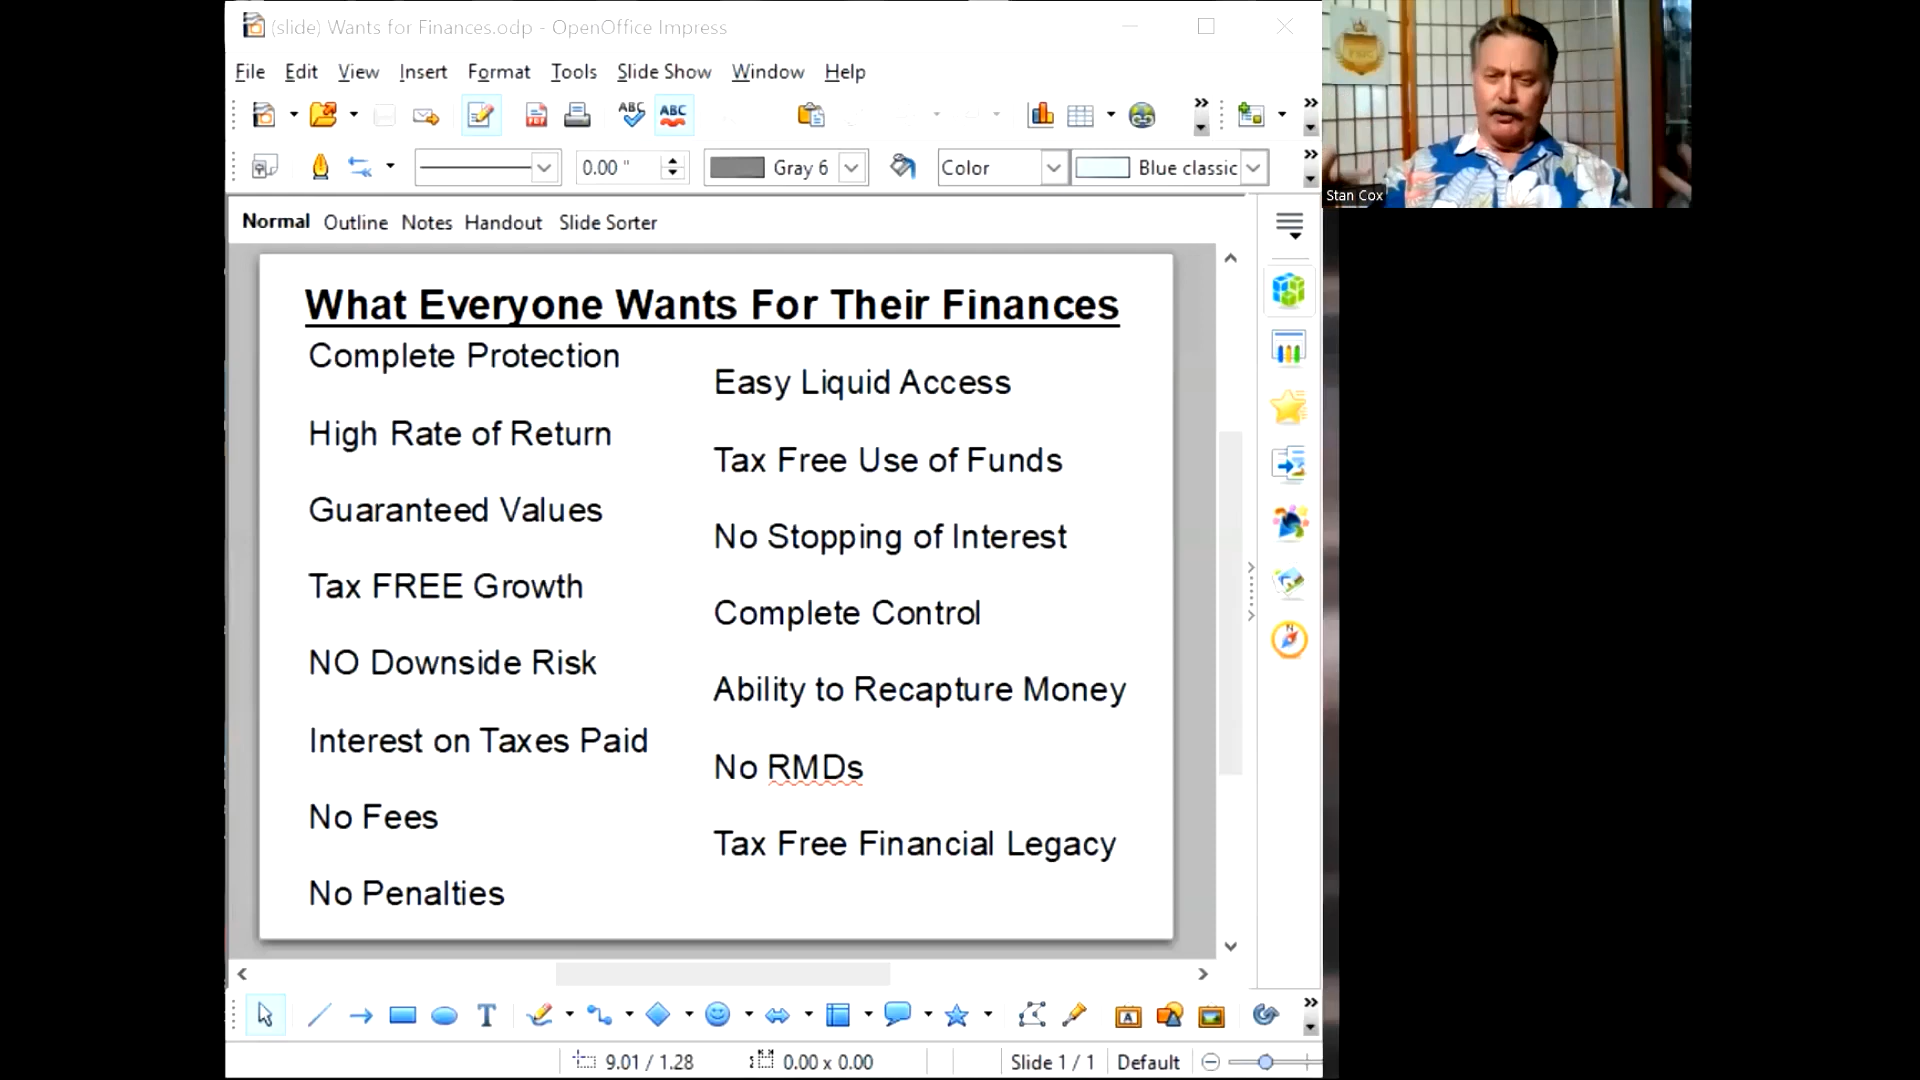 (slide) Wants for Finances.odp - OpenOffice Impress
File Edit View Insert Format Tools Slide Show Window Help
PDF ABC ABC
0.00 " Gray 6 Color Blue classic
Stan Cox
Normal Outline Notes Handout Slide Sorter
What Everyone Wants For Their Finances
Complete Protection
High Rate of Return
Guaranteed Values
Tax FREE Growth
NO Downside Risk
Interest on Taxes Paid
No Fees
No Penalties
Easy Liquid Access
Tax Free Use of Funds
No Stopping of Interest
Complete Control
Ability to Recapture Money
No RMDs
Tax Free Financial Legacy
9.01 / 1.28 0.00 x 0.00 Slide 1 / 1 Default